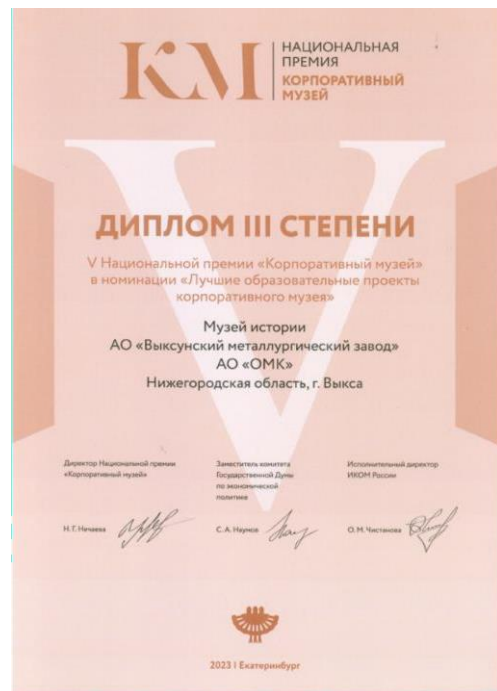 КМ
НАЦИОНАЛЬНАЯ
ПРЕМИЯ
КОРПОРАТИВНЫЙ
МУЗЕЙ
V
ДИПЛОМ III СТЕПЕНИ
V Национальной премии «Корпоративный музей»
в номинации «Лучшие образовательные проекты
корпоративного музея»
Музей истории
АО «Выксунский металлургический завод»
АО «ОМК»
Нижегородская область, г. Выкса
Директор Национальной премии
«Корпоративный музей»
Н. Г. Нечаева
Заместитель комитета
Государственной Думы
по экономической
политике
С. А. Наумов
Исполнительный директор
ИКОМ России
О. М. Чистанова
2023 | Екатеринбург